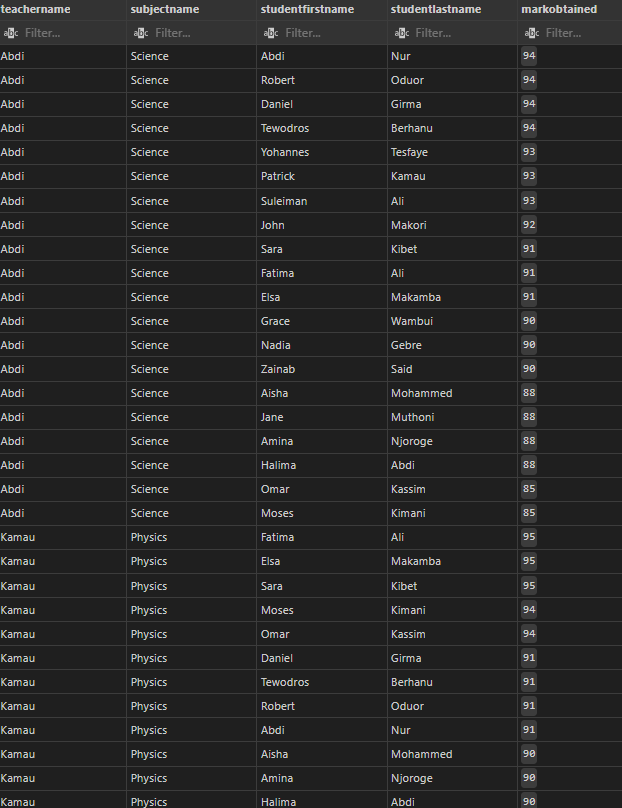 teachername subjectname studentfirstname studentlastname markobtained
abc Filter... abc Filter... abc Filter... abc Filter... abc Filter...
Abdi Science Abdi Nur 94
Abdi Science Robert Oduor 94
Abdi Science Daniel Girma 94
Abdi Science Tewodros Berhanu 94
Abdi Science Yohannes Tesfaye 93
Abdi Science Patrick Kamau 93
Abdi Science Suleiman Ali 93
Abdi Science John Makori 92
Abdi Science Sara Kibet 91
Abdi Science Fatima Ali 91
Abdi Science Elsa Makamba 91
Abdi Science Grace Wambui 90
Abdi Science Nadia Gebre 90
Abdi Science Zainab Said 90
Abdi Science Aisha Mohammed 88
Abdi Science Jane Muthoni 88
Abdi Science Amina Njoroge 88
Abdi Science Halima Abdi 88
Abdi Science Omar Kassim 85
Abdi Science Moses Kimani 85
Kamau Physics Fatima Ali 95
Kamau Physics Elsa Makamba 95
Kamau Physics Sara Kibet 95
Kamau Physics Moses Kimani 94
Kamau Physics Omar Kassim 94
Kamau Physics Daniel Girma 91
Kamau Physics Tewodros Berhanu 91
Kamau Physics Robert Oduor 91
Kamau Physics Abdi Nur 91
Kamau Physics Aisha Mohammed 90
Kamau Physics Amina Njoroge 90
Kamau Physics Halima Abdi 90